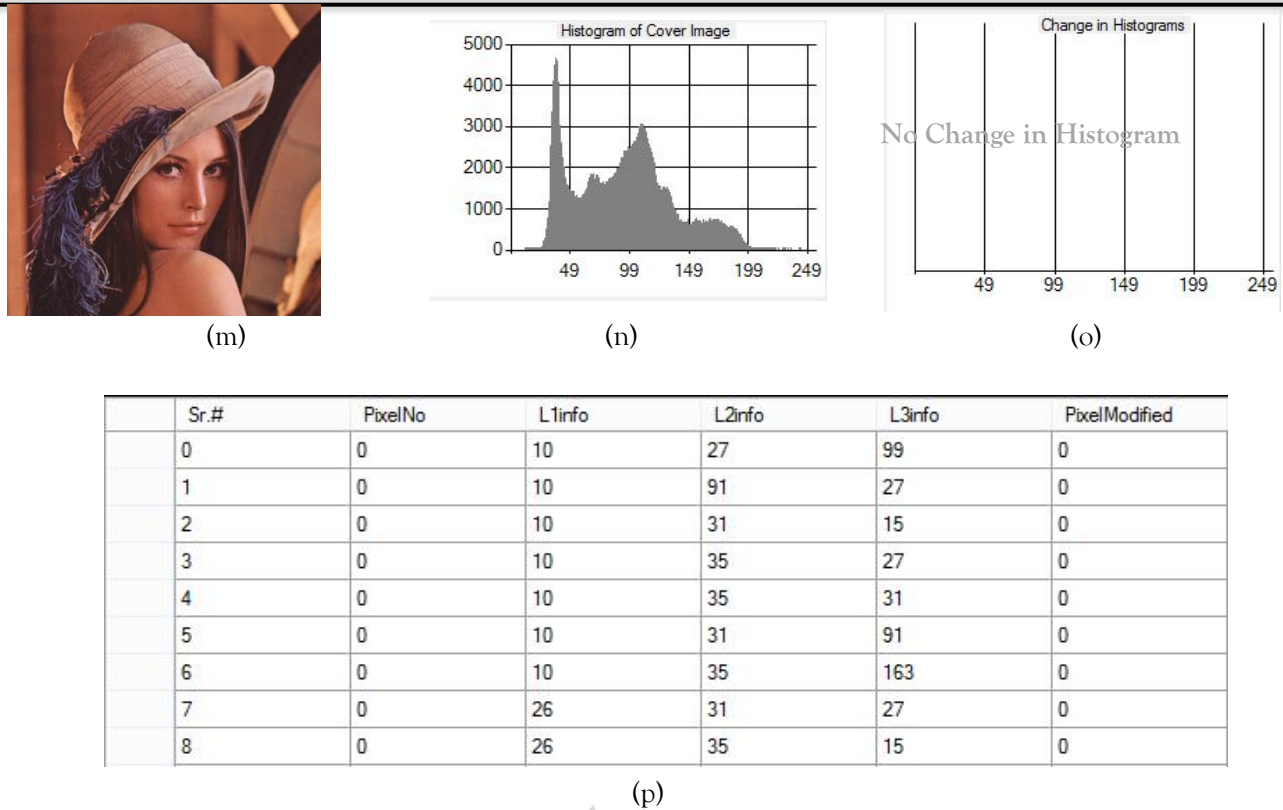 Histogram of Cover Image
5000
4000
3000
2000
1000
0
49 99 149 199 249
Change in Histograms
No Change in Histogram
49 99 149 199 249
(m) (n) (o)
Sr.# PixelNo L1info L2info L3info PixelModified
0 0 10 27 99 0
1 0 10 91 27 0
2 0 10 31 15 0
3 0 10 35 27 0
4 0 10 35 31 0
5 0 10 31 91 0
6 0 10 35 163 0
7 0 26 31 27 0
8 0 26 35 15 0
(p)